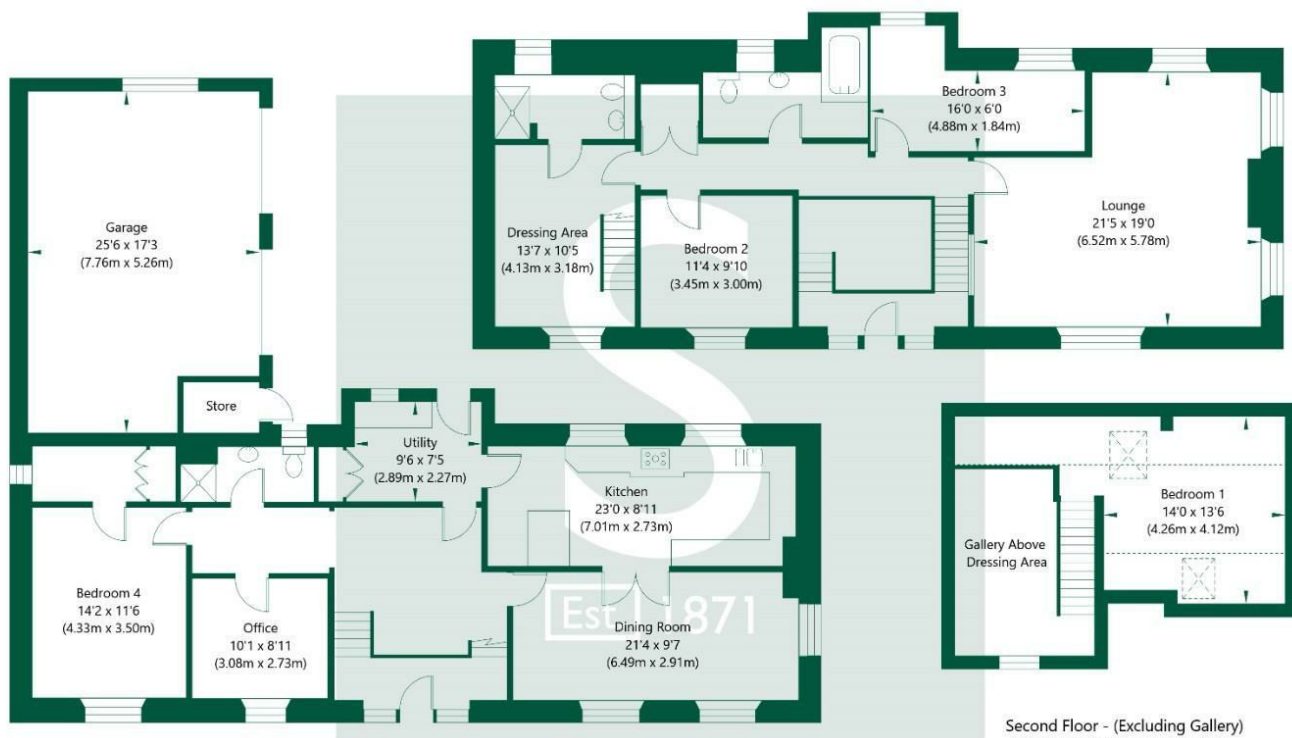 Garage
25'6 x 17'3
(7.76m x 5.26m)
Store
Utility
9'6 x 7'5
(2.89m x 2.27m)
Kitchen
23'0 x 8'11
(7.01m x 2.73m)
Bedroom 4
14'2 x 11'6
(4.33m x 3.50m)
Office
10'1 x 8'11
(3.08m x 2.73m)
Dining Room
21'4 x 9'7
(6.49m x 2.91m)
Dressing Area
13'7 x 10'5
(4.13m x 3.18m)
Bedroom 2
11'4 x 9'10
(3.45m x 3.00m)
Bedroom 3
16'0 x 6'0
(4.88m x 1.84m)
Lounge
21'5 x 19'0
(6.52m x 5.78m)
Gallery Above
Dressing Area
Bedroom 1
14'0 x 13'6
(4.26m x 4.12m)
Second Floor - (Excluding Gallery)
S
Est 1871